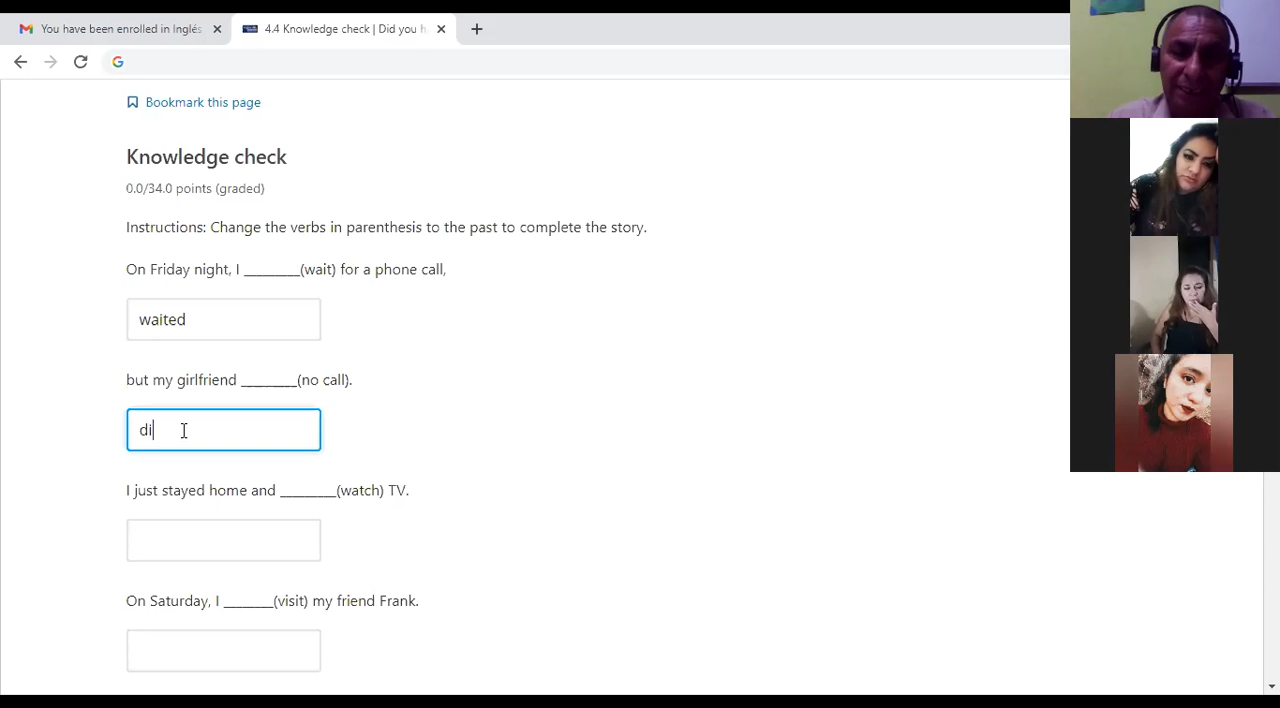 You have been enrolled in Inglés
4.4 Knowledge check | Did you h
Bookmark this page
Knowledge check
0.0/34.0 points (graded)
Instructions: Change the verbs in parenthesis to the past to complete the story.
On Friday night, I ________(wait) for a phone call,
waited
but my girlfriend ________(no call).
di
I just stayed home and ________(watch) TV.
On Saturday, I _______(visit) my friend Frank.